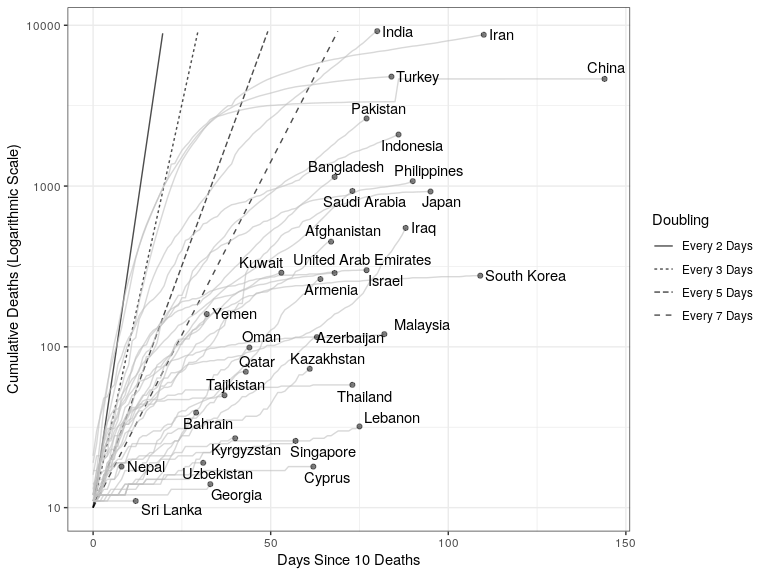 10000
1000
100
10
Cumulative Deaths (Logarithmic Scale)
India
Iran
China
Turkey
Pakistan
Indonesia
Bangladesh
Philippines
Saudi Arabia
Japan
Afghanistan
Iraq
Kuwait
United Arab Emirates
South Korea
Israel
Armenia
Yemen
Malaysia
Oman
Azerbaijan
Qatar
Kazakhstan
Tajikistan
Thailand
Bahrain
Lebanon
Kyrgyzstan
Singapore
Nepal
Uzbekistan
Cyprus
Georgia
Sri Lanka
0
50
100
150
Days Since 10 Deaths
Doubling
Every 2 Days
Every 3 Days
Every 5 Days
Every 7 Days